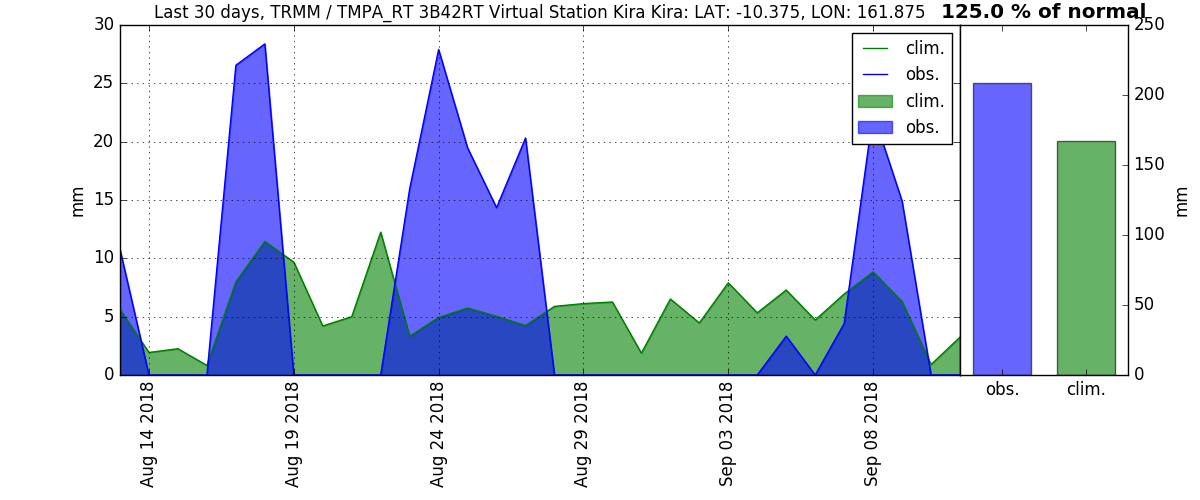 Last 30 days, TRMM / TMPA_RT 3B42RT Virtual Station Kira Kira: LAT: -10.375, LON: 161.875
125.0 % of normal
30
25
20
15
10
5
0
mm
clim.
obs.
clim.
obs.
250
200
150
100
50
0
mm
obs.
clim.
Aug 14 2018
Aug 19 2018
Aug 24 2018
Aug 29 2018
Sep 03 2018
Sep 08 2018